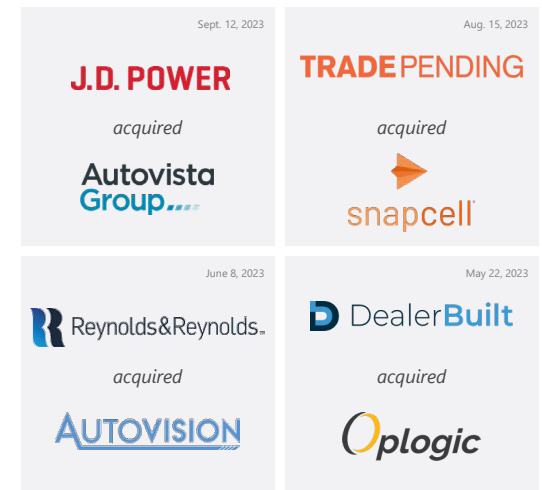 Sept. 12, 2023
J.D. POWER
acquired
Autovista
Group
Aug. 15, 2023
TRADEPENDING
acquired
snapcell
June 8, 2023
Reynolds&Reynolds
acquired
AUTOVISION
May 22, 2023
DealerBuilt
acquired
Oplogic